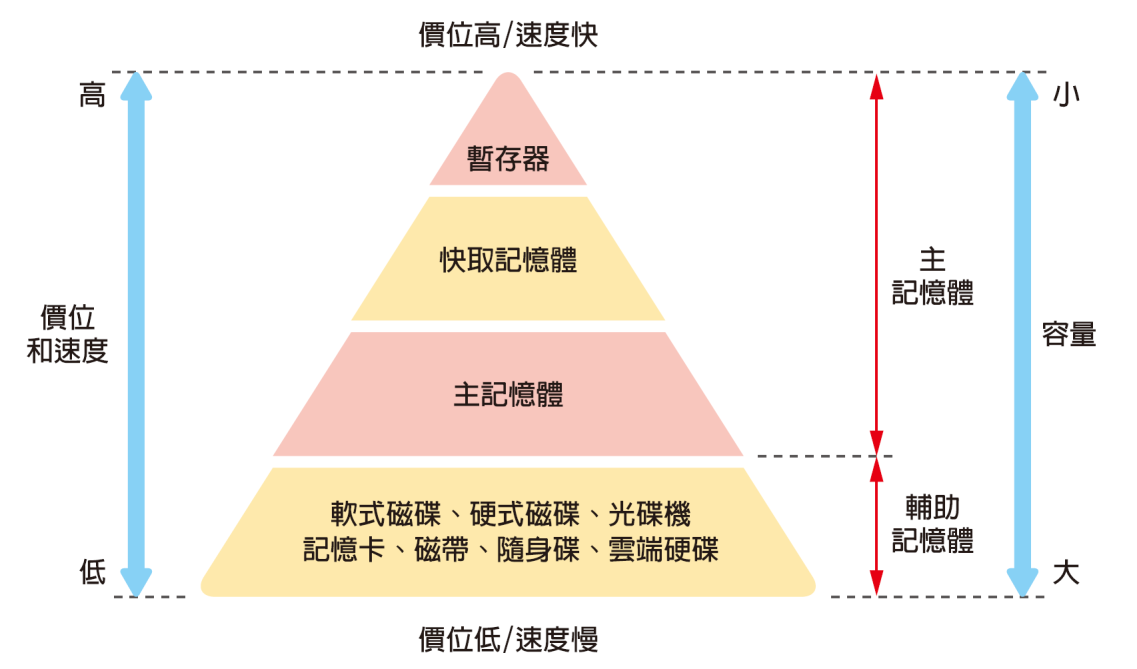 價位高/速度快
高
小
暫存器
快取記憶體
主
記憶體
價位
和速度
容量
主記憶體
軟式磁碟、硬式磁碟、光碟機
記憶卡、磁帶、隨身碟、雲端硬碟
輔助
記憶體
低
大
價位低/速度慢